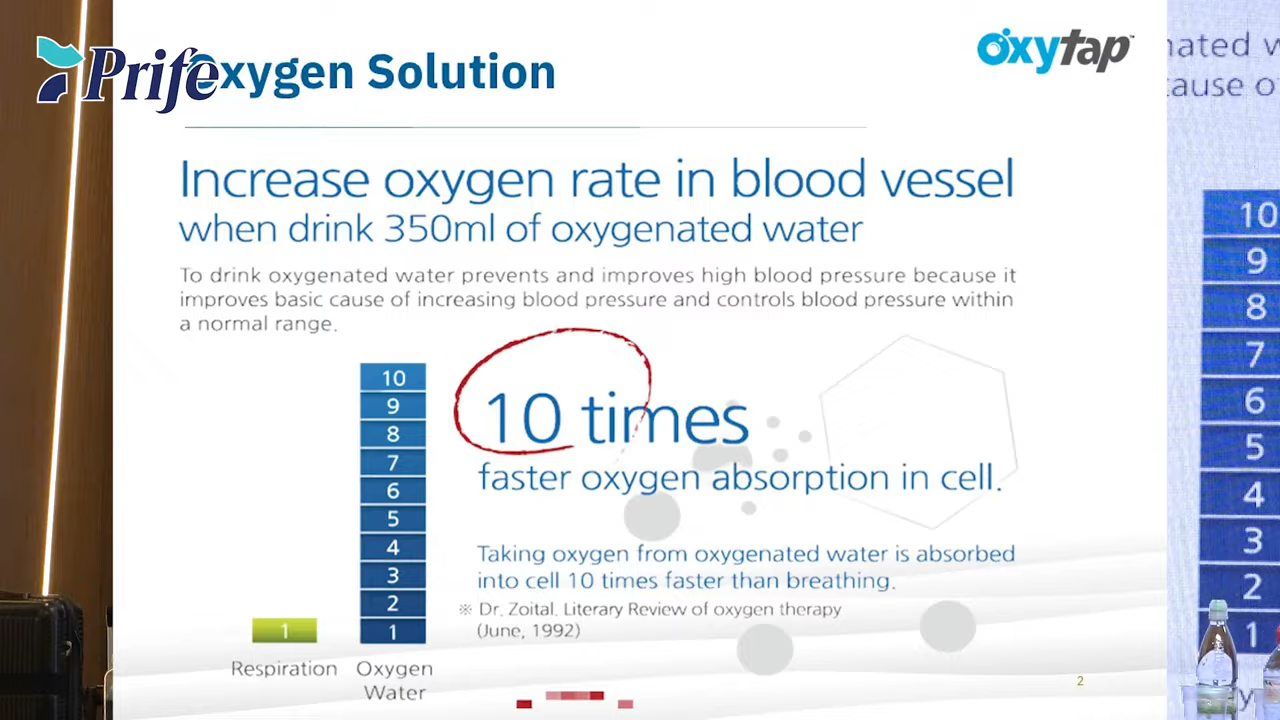 Prife
Oxygen Solution
oxytap™
Increase oxygen rate in blood vessel
when drink 350ml of oxygenated water
To drink oxygenated water prevents and improves high blood pressure because it
improves basic cause of increasing blood pressure and controls blood pressure within
a normal range.
10
9
8
7
6
5
4
3
2
1
1
Respiration
Oxygen
Water
10 times
faster oxygen absorption in cell.
Taking oxygen from oxygenated water is absorbed
into cell 10 times faster than breathing.
※ Dr. Zoital. Literary Review of oxygen therapy
(June, 1992)
2
10
9
8
7
6
5
4
3
2
1